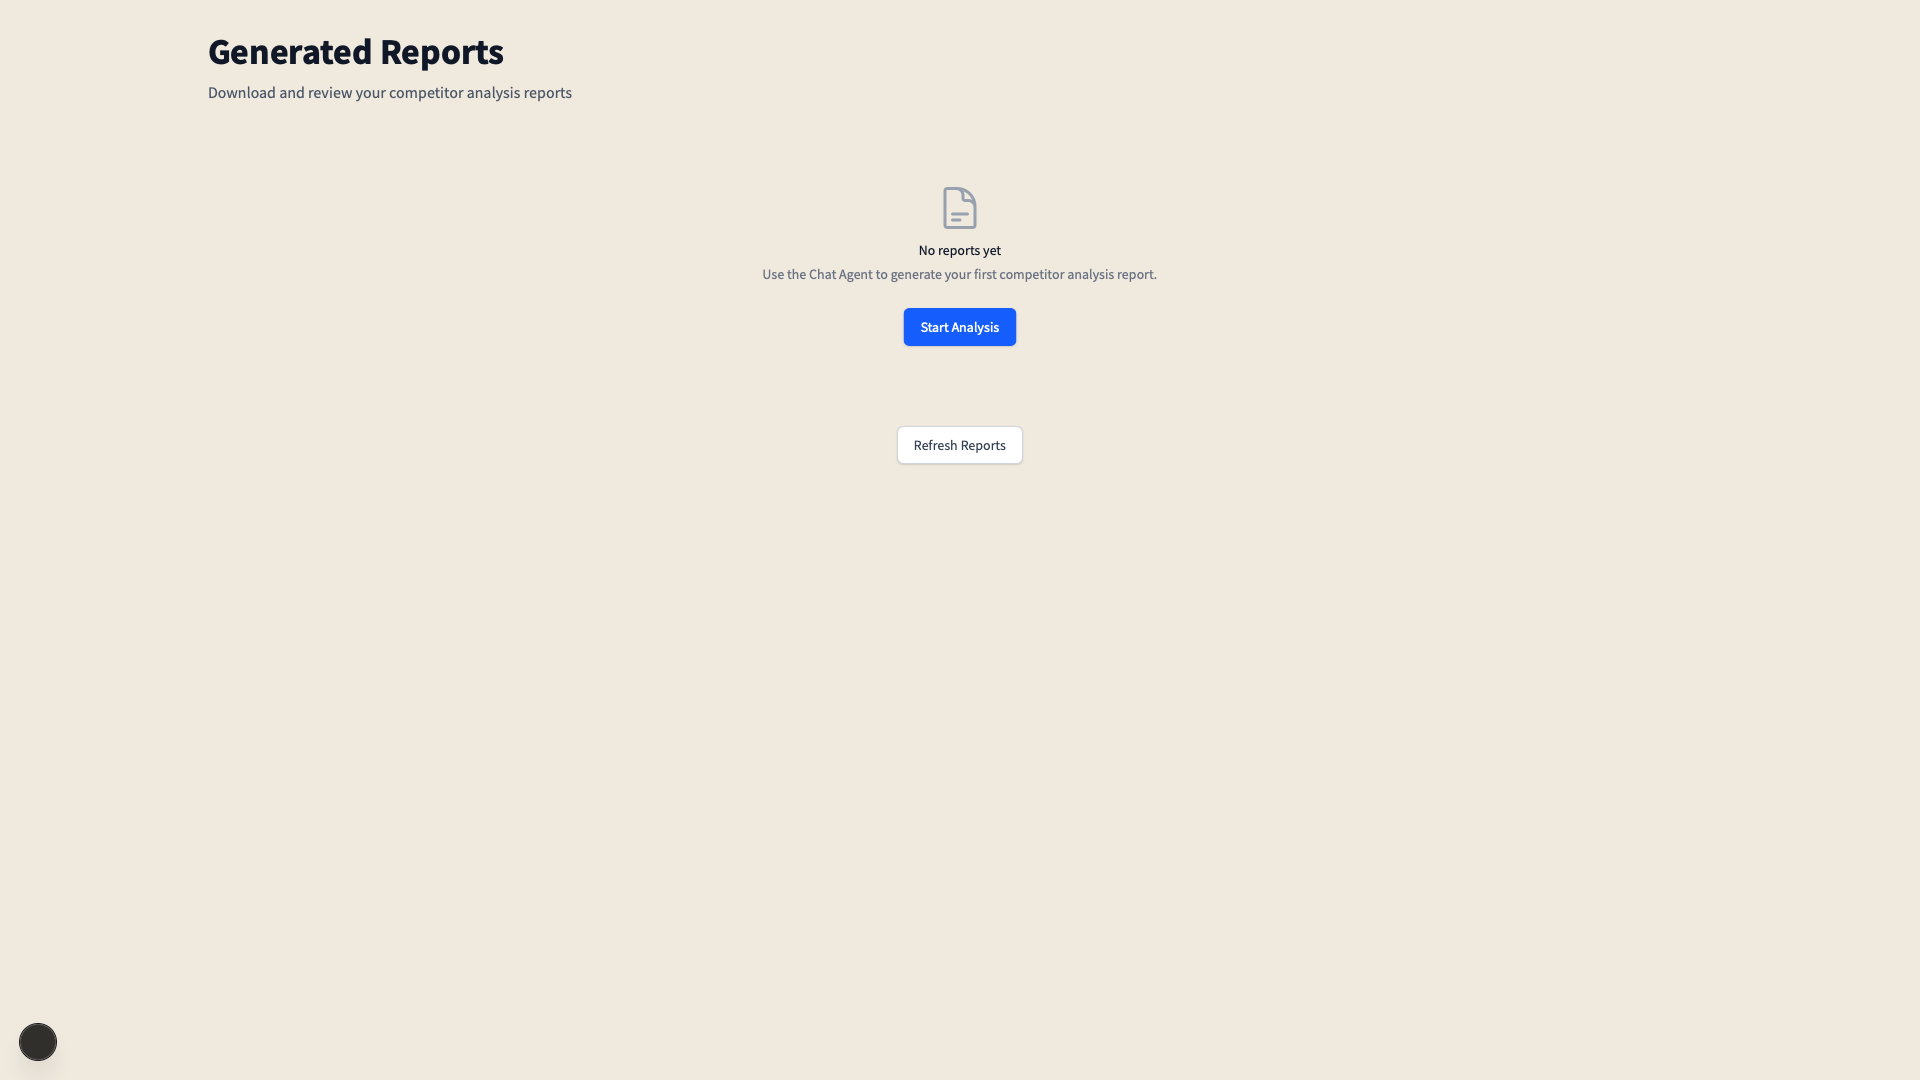 Generated Reports
Download and review your competitor analysis reports
No reports yet
Use the Chat Agent to generate your first competitor analysis report.
Start Analysis
Refresh Reports